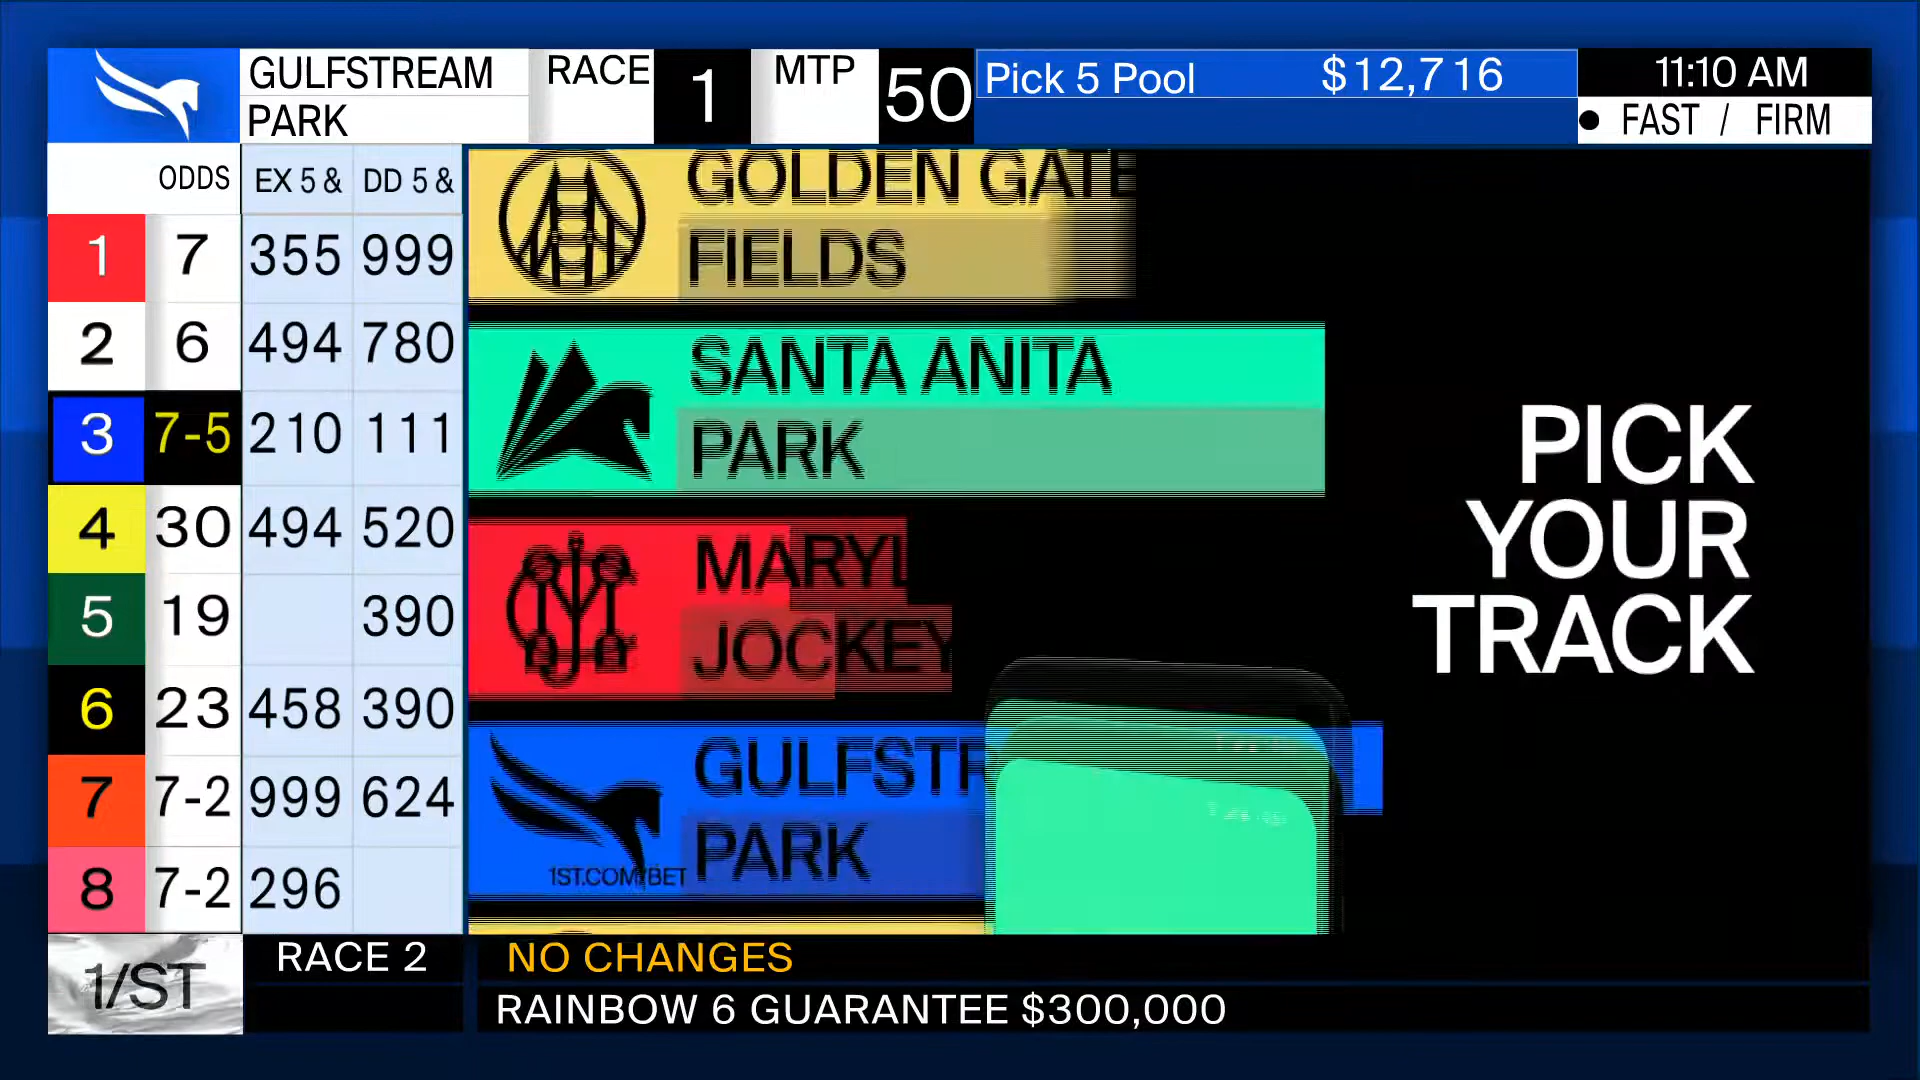 GULFSTREAM PARK RACE 1 MTP 50 Pick 5 Pool $12,716 11:10 AM
FAST / FIRM
ODDS EX 5 & DD 5 &
1 7 355 999
2 6 494 780
3 7-5 210 111
4 30 494 520
5 19 390
6 23 458 390
7 7-2 999 624
8 7-2 296
GOLDEN GATE
FIELDS
SANTA ANITA
PARK
MARYL
JOCKEY
GULFSTR
PARK
1ST.COM/BET
PICK
YOUR
TRACK
1/ST
RACE 2
NO CHANGES
RAINBOW 6 GUARANTEE $300,000